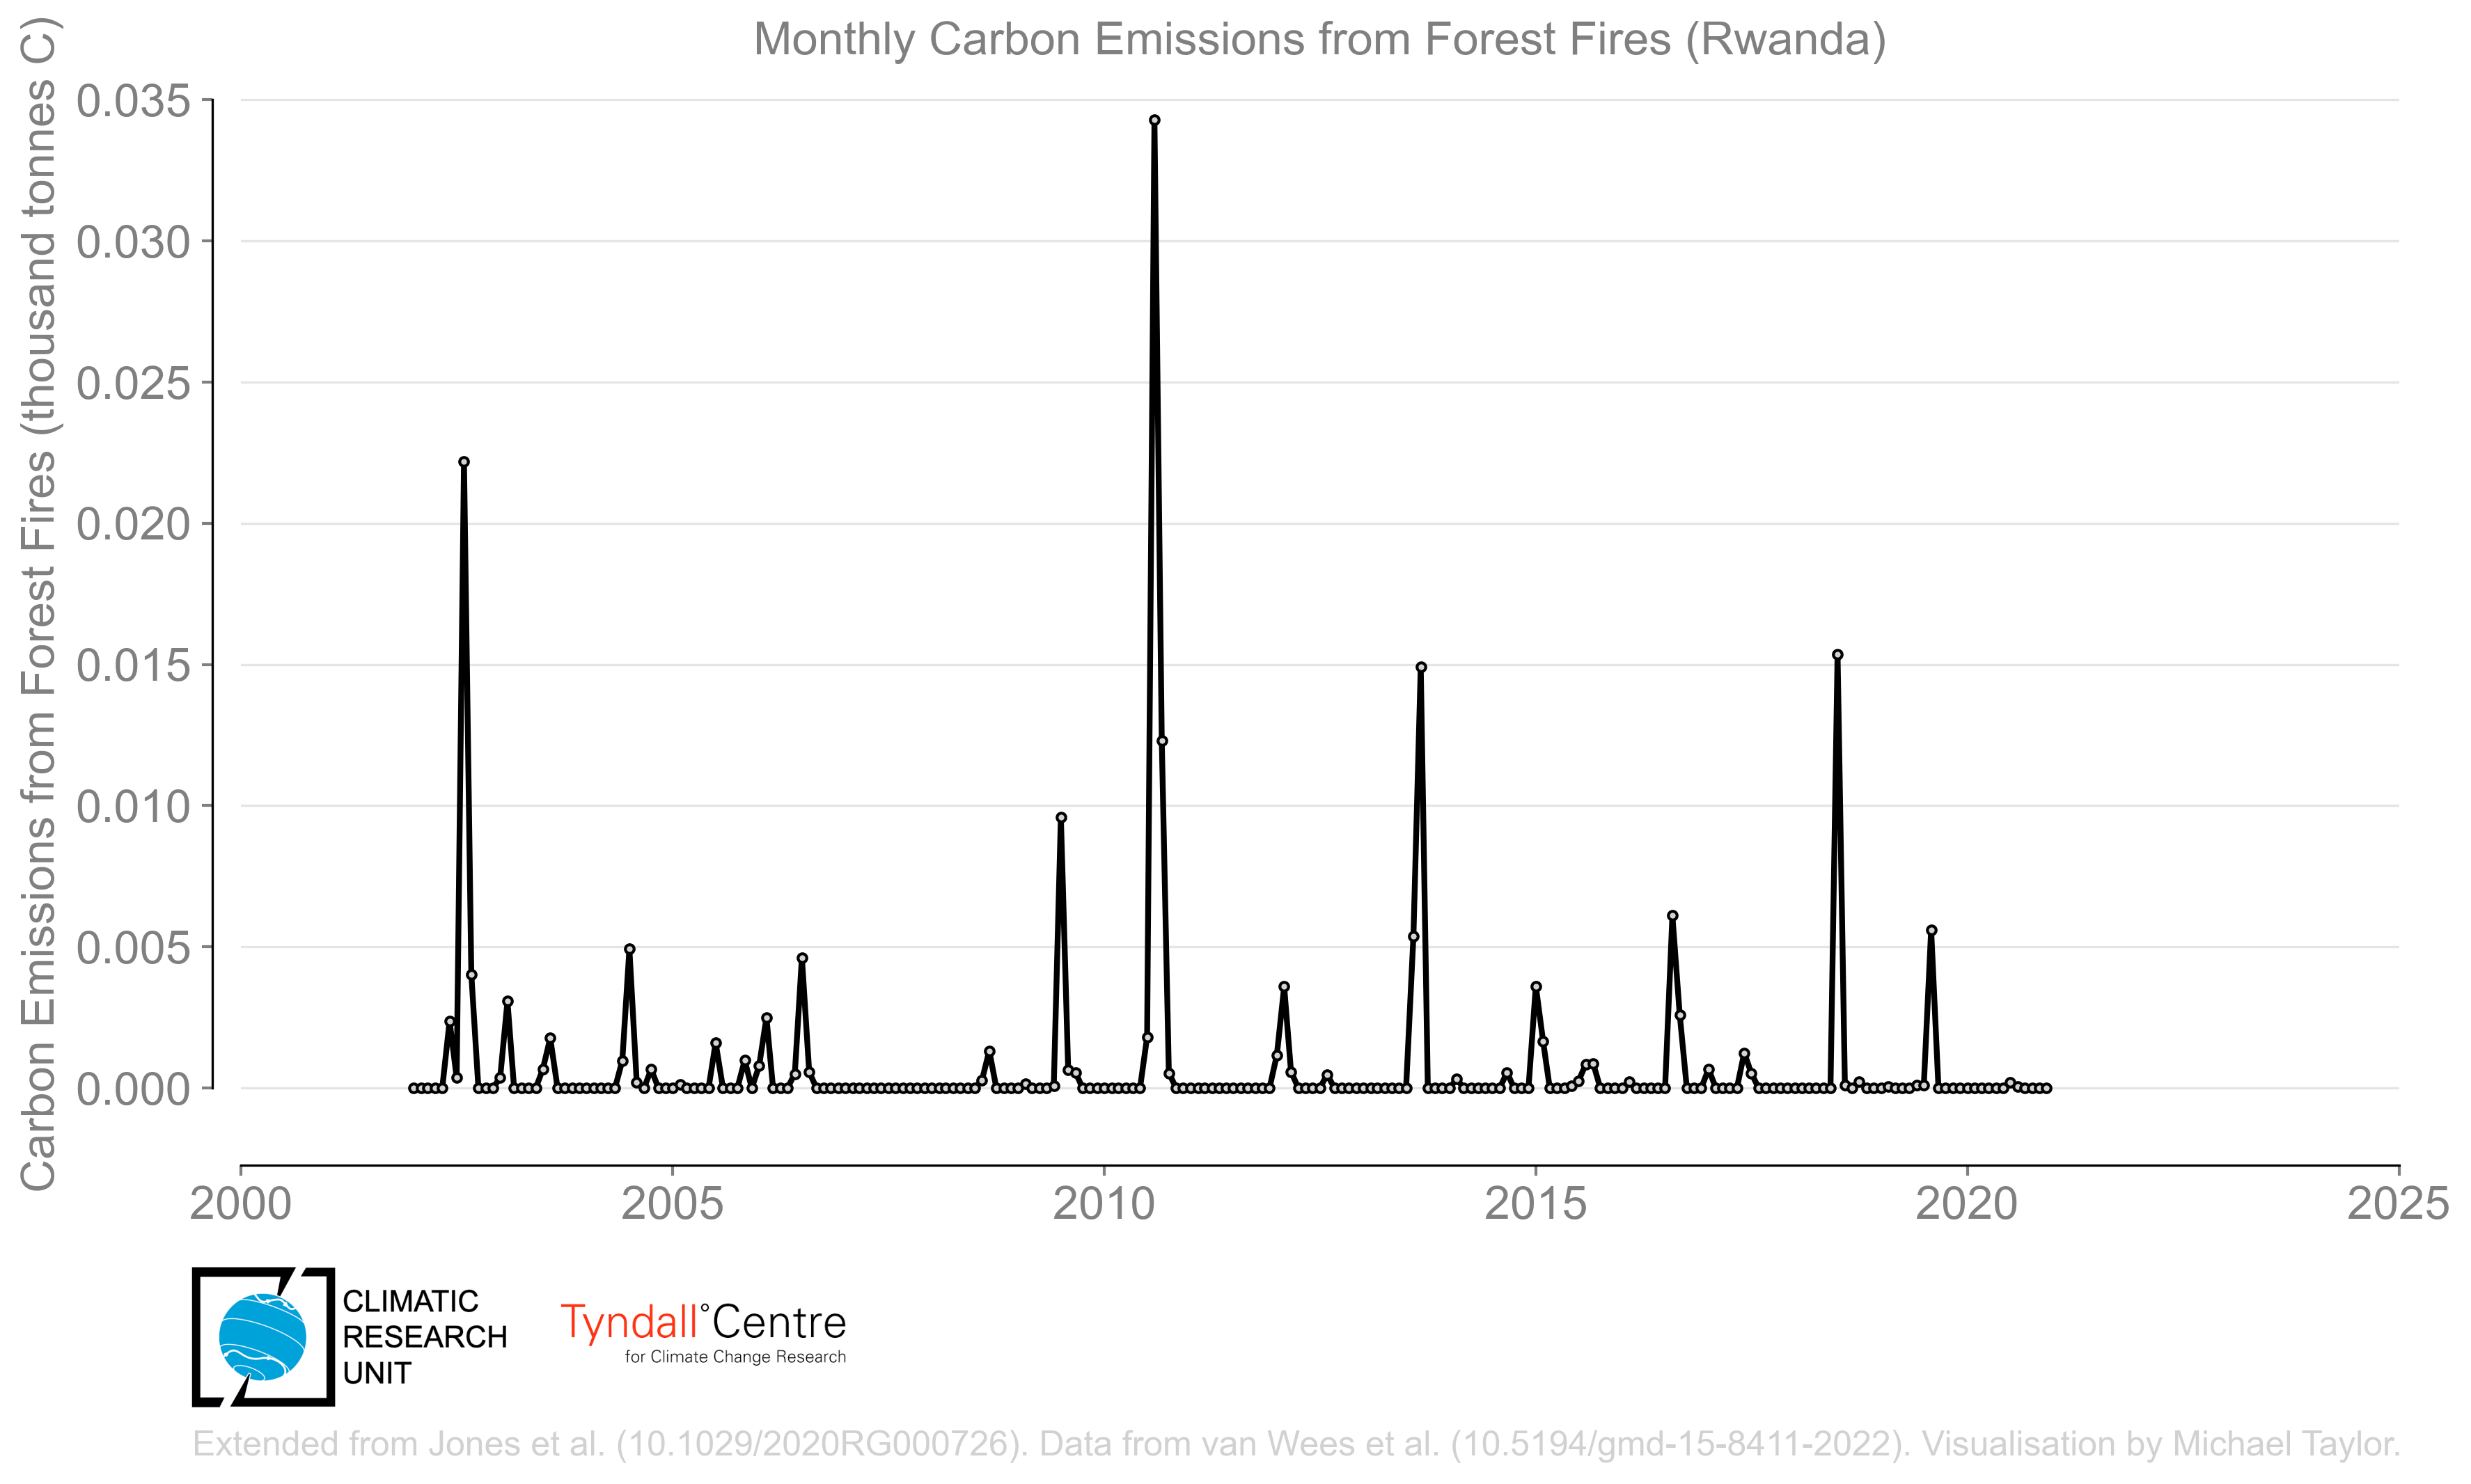 Monthly Carbon Emissions from Forest Fires (Rwanda)
Carbon Emissions from Forest Fires (thousand tonnes C)
0.035
0.030
0.025
0.020
0.015
0.010
0.005
0.000
2000 2005 2010 2015 2020 2025
CLIMATIC
RESEARCH
UNIT
Tyndall°Centre
for Climate Change Research
Extended from Jones et al. (10.1029/2020RG000726). Data from van Wees et al. (10.5194/gmd-15-8411-2022). Visualisation by Michael Taylor.